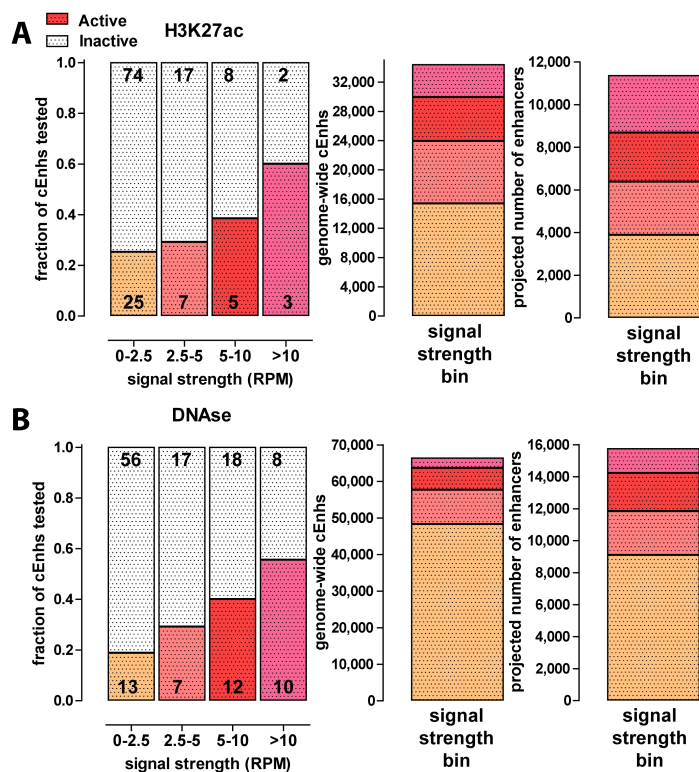 A
Active
Inactive
H3K27ac
fraction of cEnhs tested
1.0
0.8
0.6
0.4
0.2
0.0
74
17
8
2
25
7
5
3
0-2.5
2.5-5
5-10
>10
signal strength (RPM)
genome-wide cEnhs
32,000
28,000
24,000
20,000
16,000
12,000
8,000
4,000
0
signal
strength
bin
projected number of enhancers
12,000
10,000
8,000
6,000
4,000
2,000
0
signal
strength
bin
B
DNAse
fraction of cEnhs tested
1.0
0.8
0.6
0.4
0.2
0.0
56
17
18
8
13
7
12
10
0-2.5
2.5-5
5-10
>10
signal strength (RPM)
genome-wide cEnhs
70,000
60,000
50,000
40,000
30,000
20,000
10,000
0
signal
strength
bin
projected number of enhancers
16,000
14,000
12,000
10,000
8,000
6,000
4,000
2,000
0
signal
strength
bin